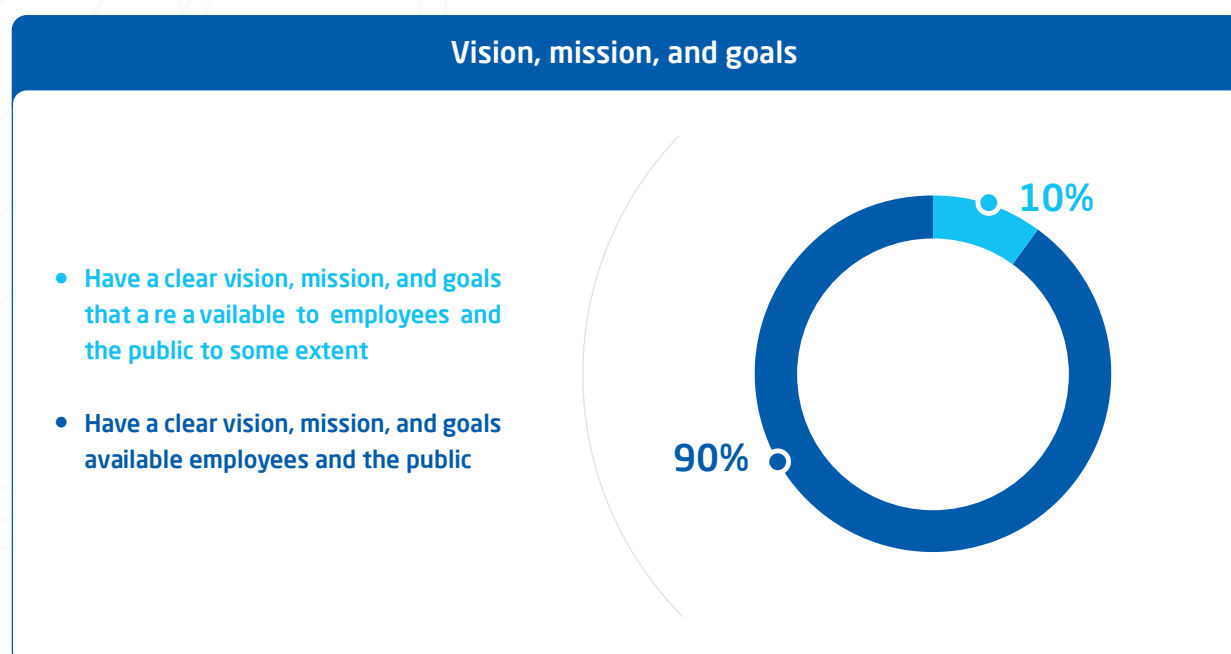 Vision, mission, and goals
Have a clear vision, mission, and goals
that a re a vailable to employees and
the public to some extent
Have a clear vision, mission, and goals
available employees and the public
10%
90%